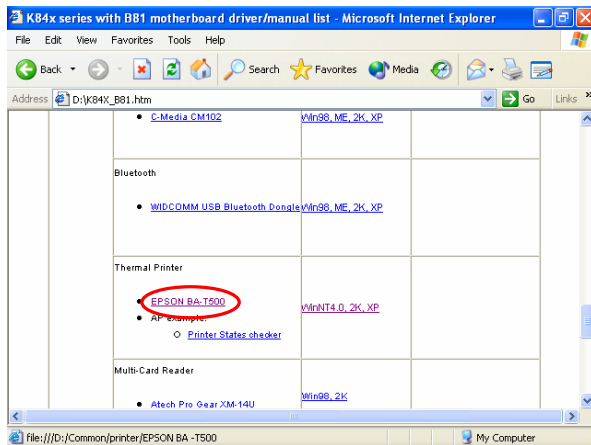 K84x series with B81 motherboard driver/manual list - Microsoft Internet Explorer
File Edit View Favorites Tools Help
Back Search Favorites Media
Address D:\K84X_B81.htm Go Links »
C-Media CM102 Win98, ME, 2K, XP
Bluetooth
WIDCOMM USB Bluetooth Dongle Win98, ME, 2K, XP
Thermal Printer
EPSON BA-T500
WinNT4.0, 2K, XP
AP example:
Printer States checker
Multi-Card Reader
Win98, 2K
Atech Pro Gear XM-14U
file:///D:/Common/printer/EPSON BA -T500 My Computer